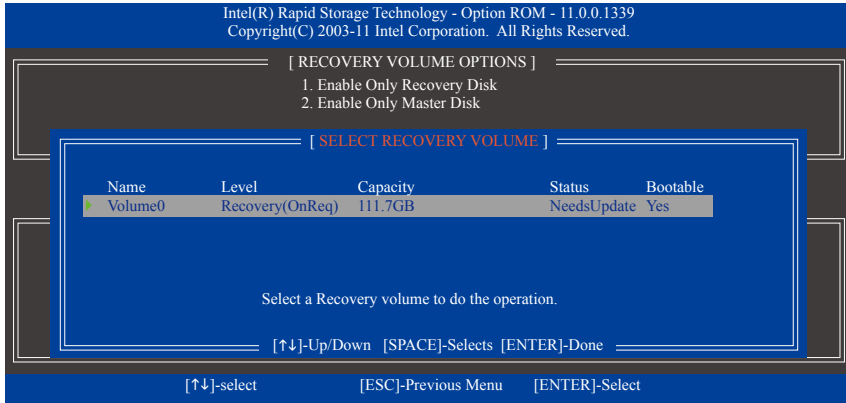 Intel(R) Rapid Storage Technology - Option ROM - 11.0.0.1339
Copyright(C) 2003-11 Intel Corporation. All Rights Reserved.
[ RECOVERY VOLUME OPTIONS ]
1. Enable Only Recovery Disk
2. Enable Only Master Disk
[ SELECT RECOVERY VOLUME ]
Name Level Capacity Status Bootable
Volume0 Recovery(OnReq) 111.7GB NeedsUpdate Yes
Select a Recovery volume to do the operation.
[↑↓]-Up/Down [SPACE]-Selects [ENTER]-Done
[↑↓]-select [ESC]-Previous Menu [ENTER]-Select